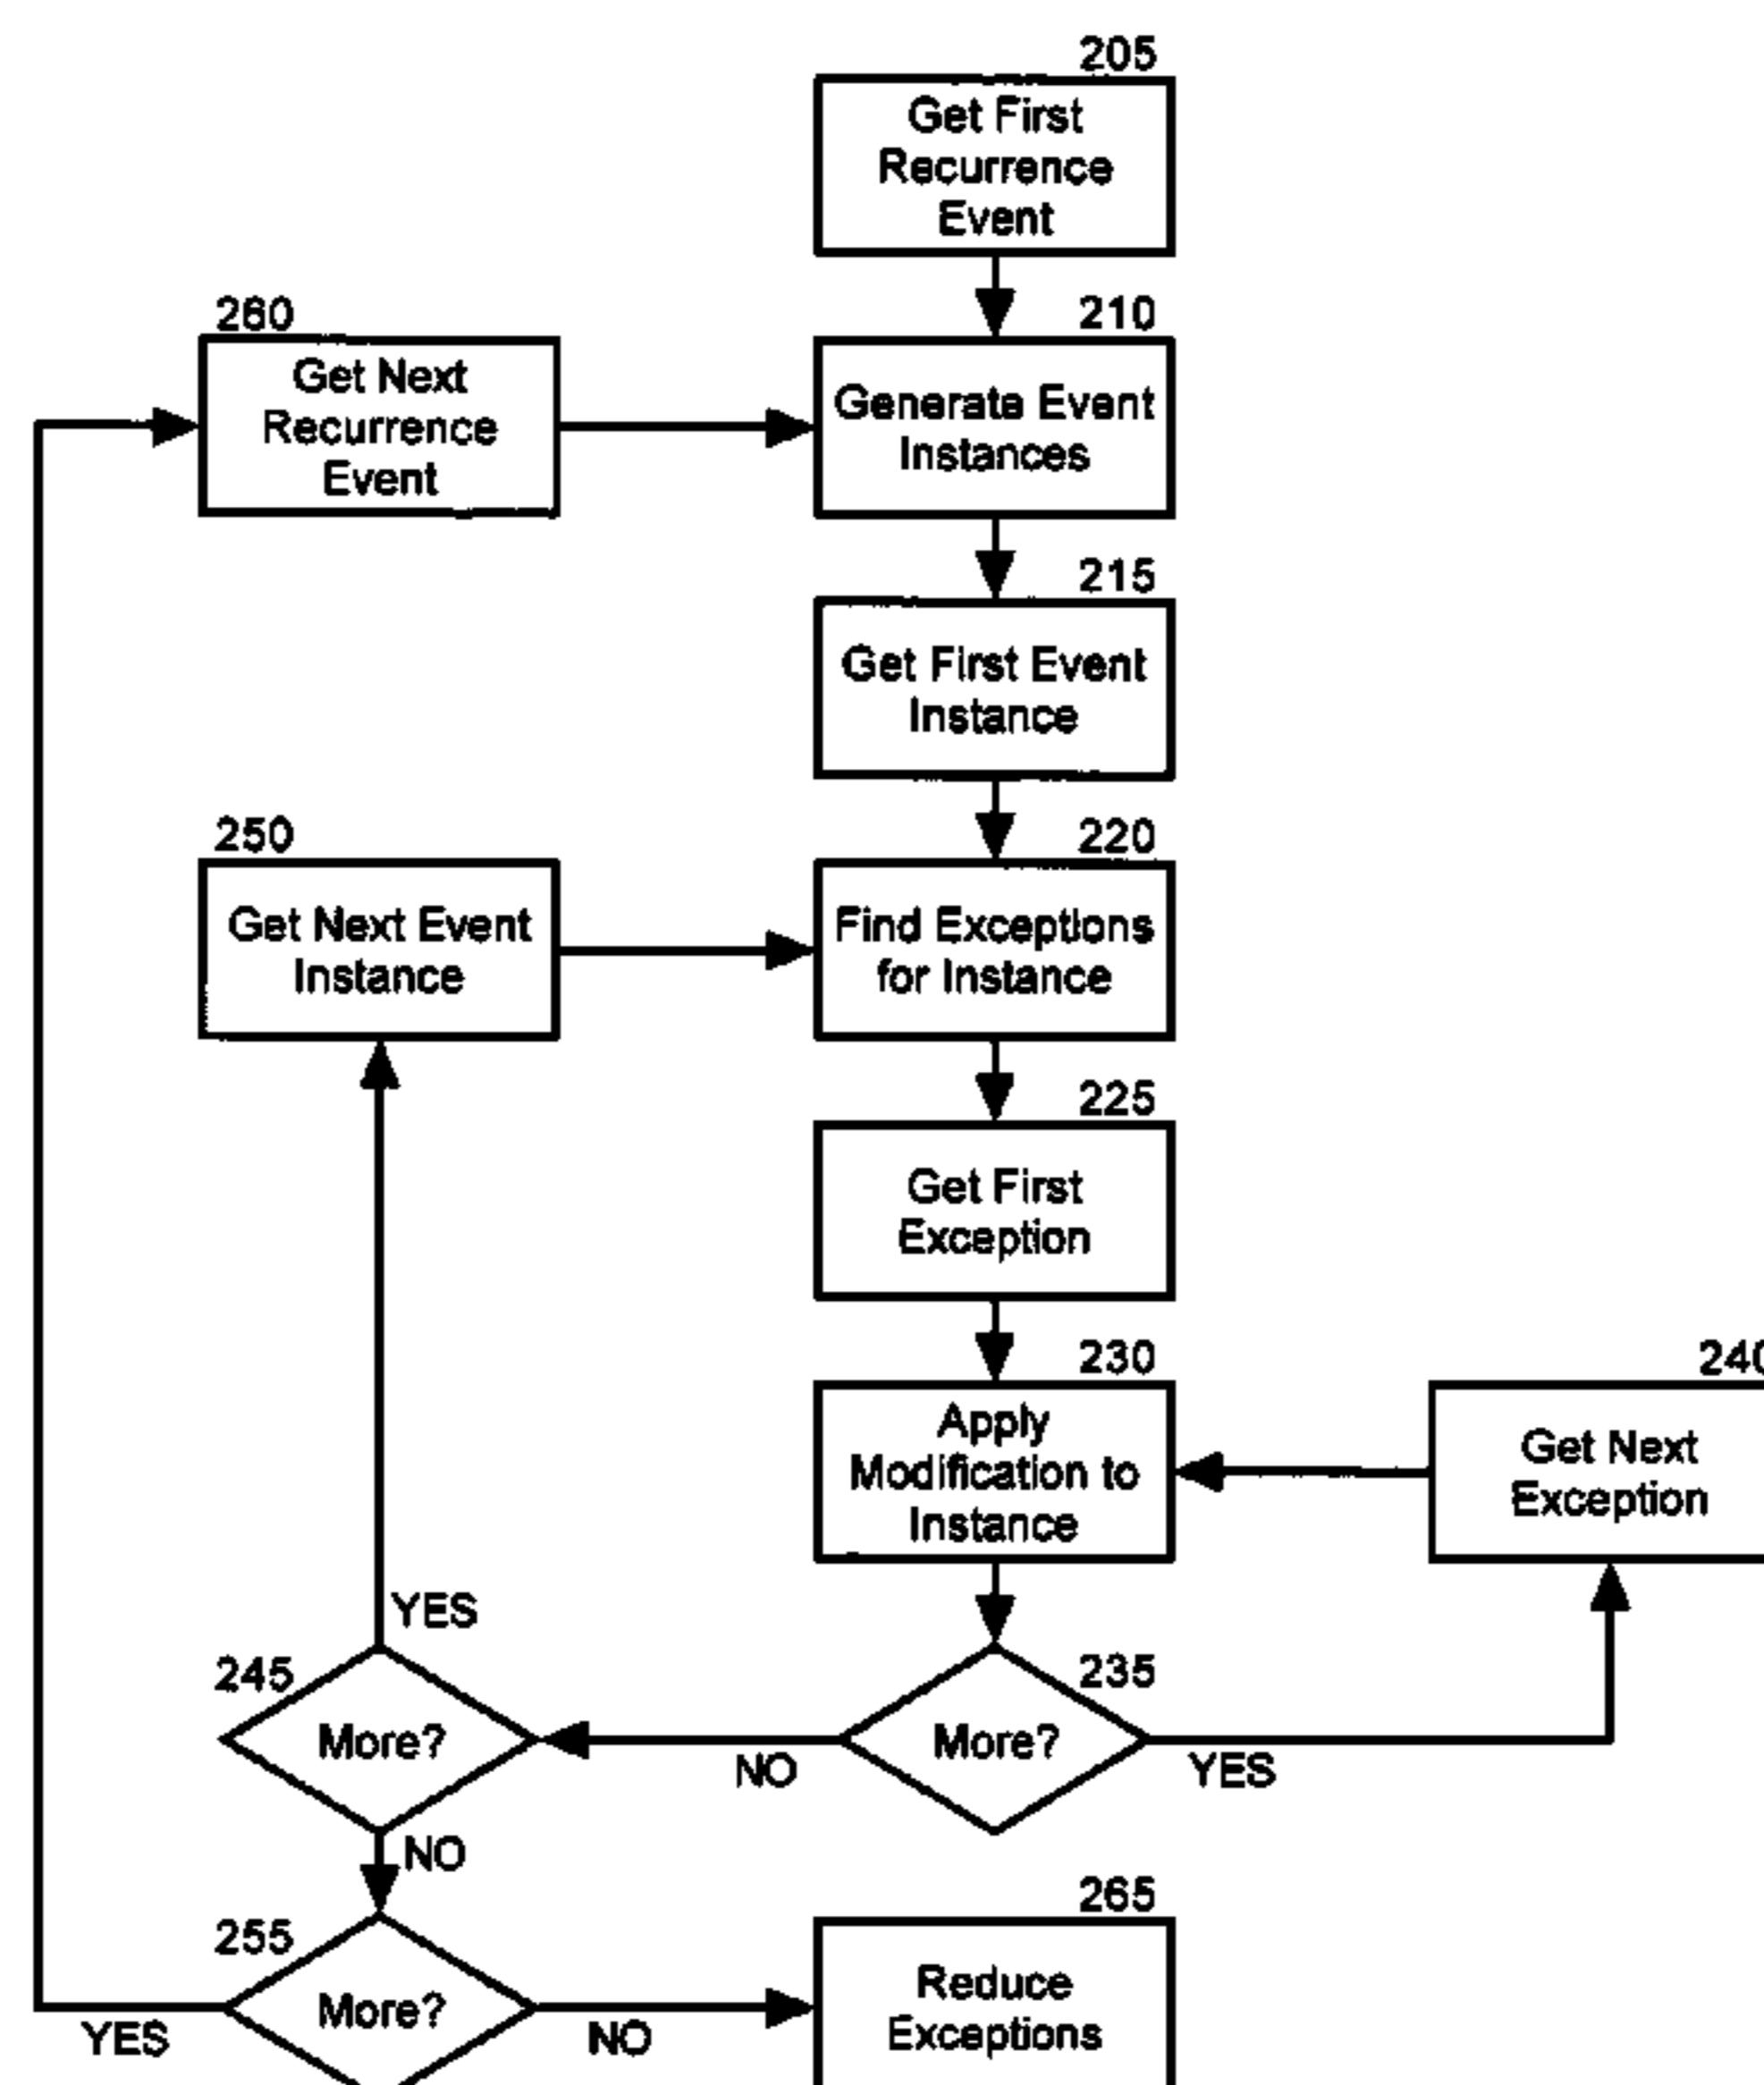 205
Get First
Recurrence
Event
260
Get Next
Recurrence
Event
210
Generate Event
Instances
215
Get First Event
Instance
250
Get Next Event
Instance
220
Find Exceptions
for Instance
225
Get First
Exception
230
Apply
Modification to
Instance
240
Get Next
Exception
YES
245
More?
NO
235
More?
YES
NO
255
More?
YES
NO
265
Reduce
Exceptions